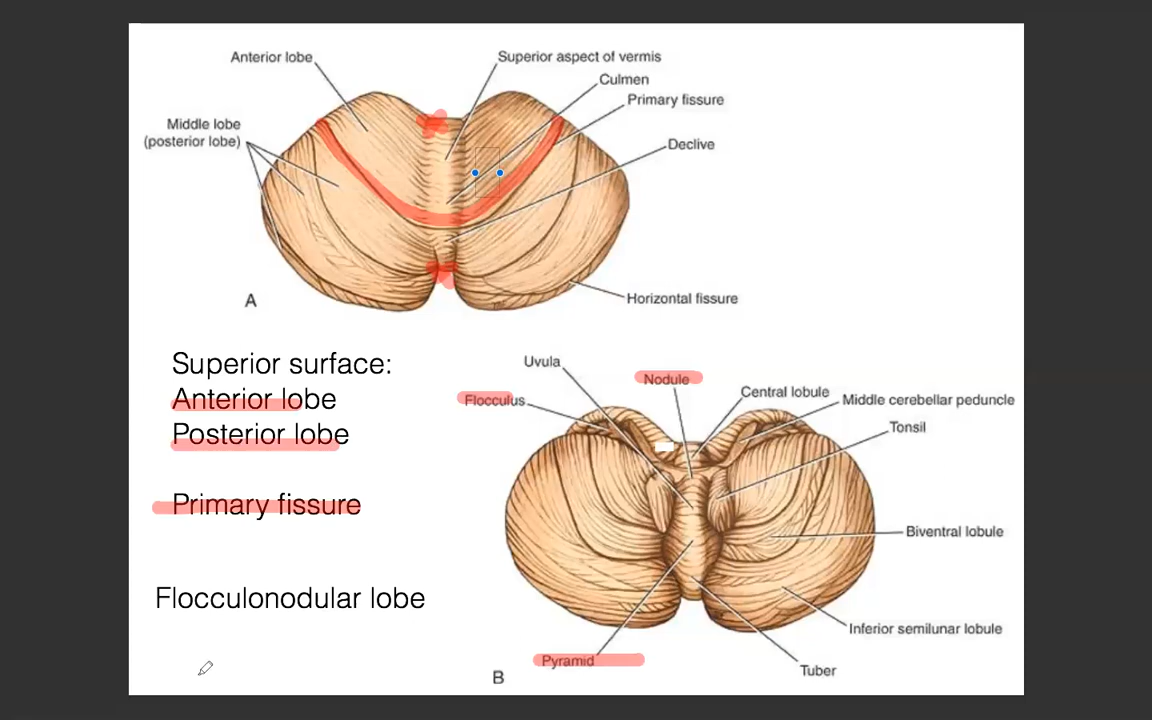 Anterior lobe
Superior aspect of vermis
Culmen
Primary fissure
Middle lobe
(posterior lobe)
Declive
Horizontal fissure
A
Superior surface:
Anterior lobe
Posterior lobe
Primary fissure
Flocculonodular lobe
Uvula
Nodule
Flocculus
Central lobule
Middle cerebellar peduncle
Tonsil
Biventral lobule
Inferior semilunar lobule
Pyramid
Tuber
B